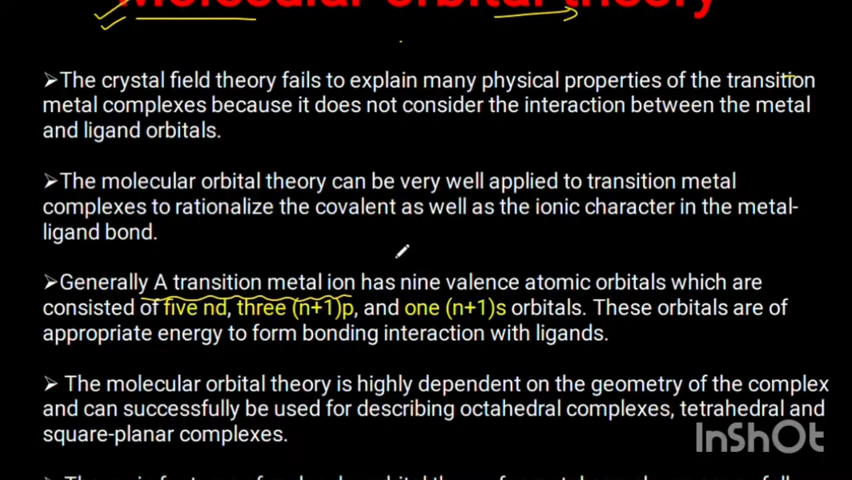 Molecular orbital theory
➢The crystal field theory fails to explain many physical properties of the transition
metal complexes because it does not consider the interaction between the metal
and ligand orbitals.
➢The molecular orbital theory can be very well applied to transition metal
complexes to rationalize the covalent as well as the ionic character in the metal-
ligand bond.
➢Generally A transition metal ion has nine valence atomic orbitals which are
consisted of five nd, three (n+1)p, and one (n+1)s orbitals. These orbitals are of
appropriate energy to form bonding interaction with ligands.
➢ The molecular orbital theory is highly dependent on the geometry of the complex
and can successfully be used for describing octahedral complexes, tetrahedral and
square-planar complexes.
InShOt